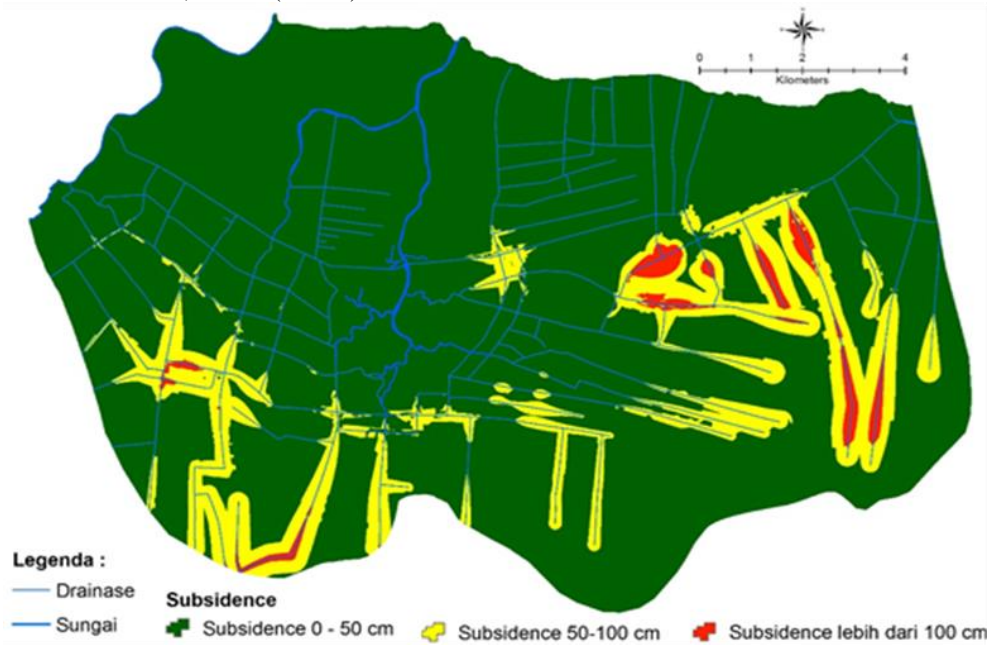 0 1 2 4
Kilometers
Legenda :
Drainase
Sungai
Subsidence
Subsidence 0 - 50 cm
Subsidence 50-100 cm
Subsidence lebih dari 100 cm